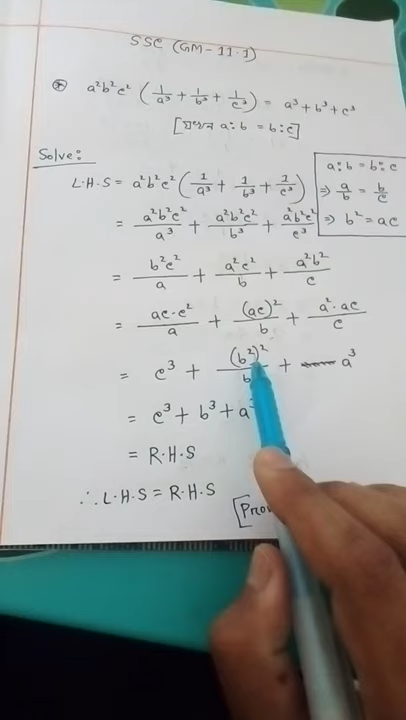 SSC (GM-11.1)
⊛ a²b²c² (1/a³ + 1/b³ + 1/c³) = a³ + b³ + c³
[যখন a:b = b:c]
Solve:
L.H.S = a²b²c² (1/a³ + 1/b³ + 1/c³)
= a²b²c²/a³ + a²b²c²/b³ + a²b²c²/c³
= b²c²/a + a²c²/b + a²b²/c
= ac·c²/a + (ac)²/b + a²·ac/c
= c³ + (b²)²/b + a³
= c³ + b³ + a³
= R.H.S
∴ L.H.S = R.H.S
a:b = b:c
⇒ a/b = b/c
⇒ b² = ac